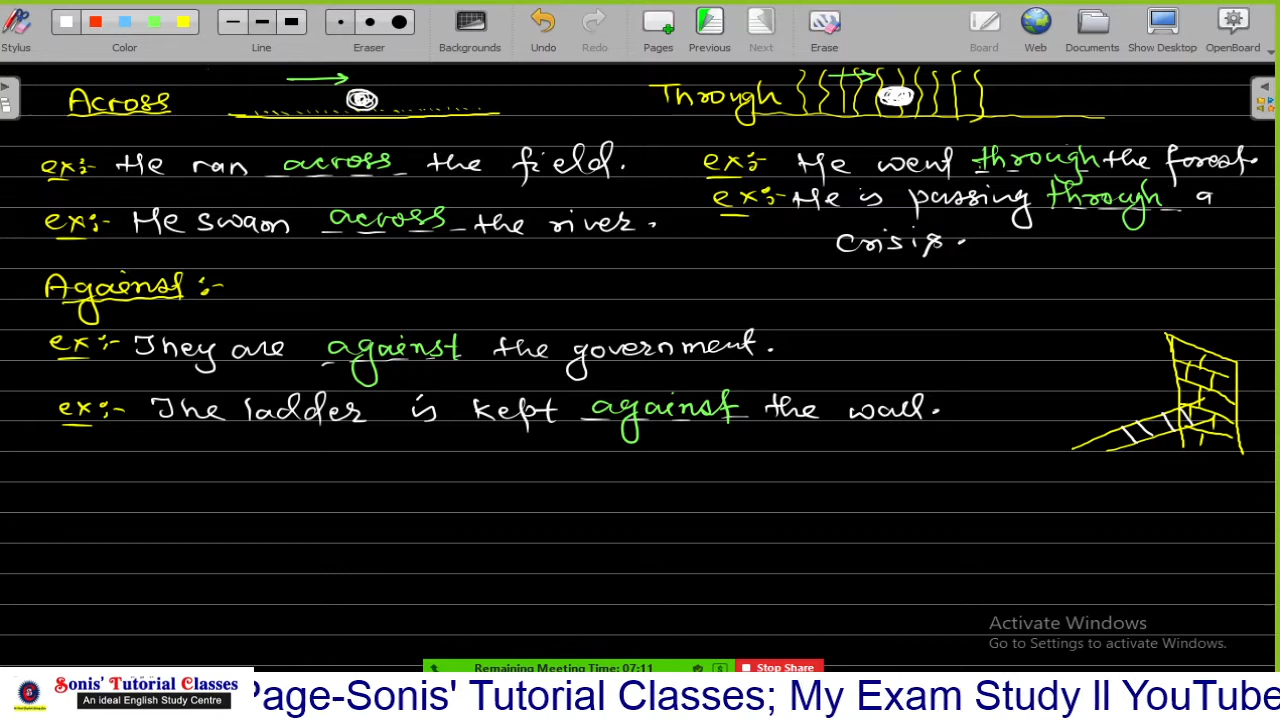 Stylus Color Line Eraser Backgrounds Undo Redo Pages Previous Next Erase Board Web Documents Show Desktop OpenBoard
Across
Through
ex:- He ran across the field.
ex:- He went through the forest.
ex:- He swam across the river.
ex:- He is passing through a
crisis.
Against :-
ex:- They are against the government.
ex:- The ladder is kept against the wall.
Activate Windows
Go to Settings to activate Windows.
Remaining Meeting Time: 07:11 Stop Share
Sonis' Tutorial Classes
An ideal English Study Centre
Page-Sonis' Tutorial Classes; My Exam Study II YouTube